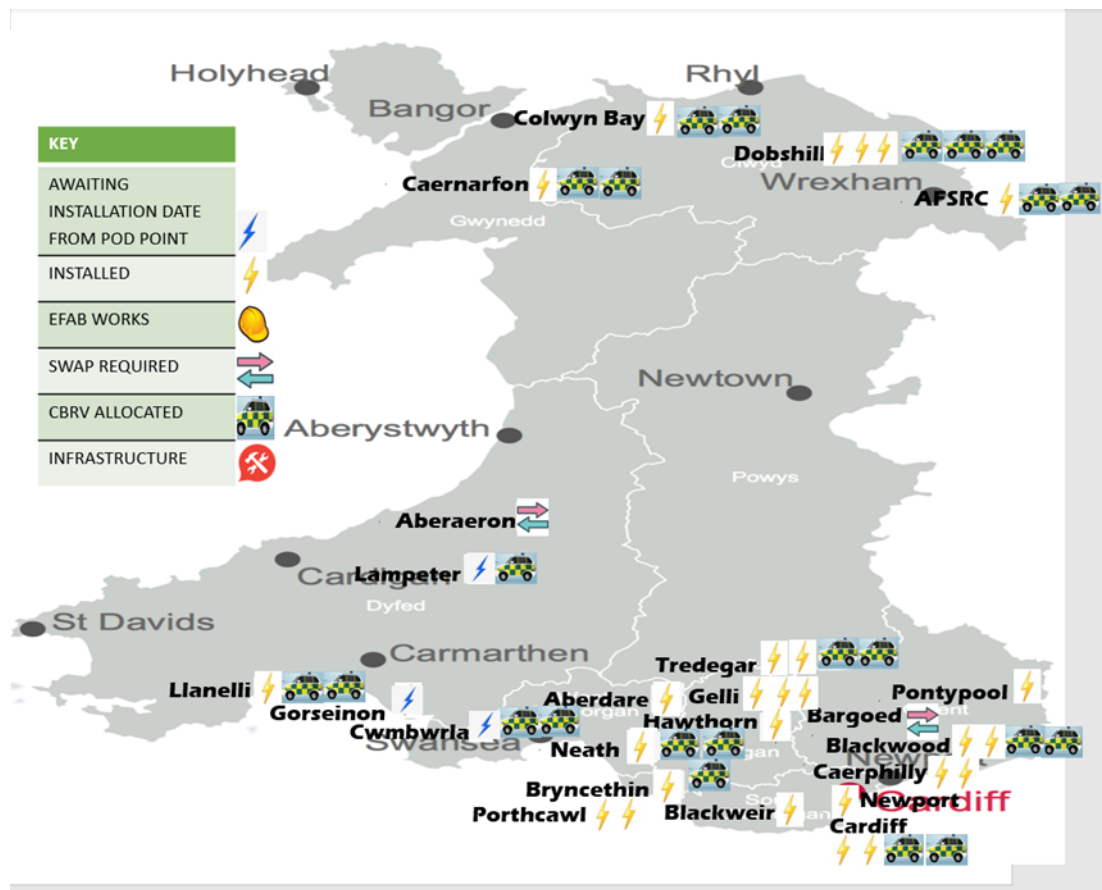 Holyhead
Rhyl
Bangor
Colwyn Bay
KEY
Dobshill
Clwyd
AWAITING
INSTALLATION DATE
FROM POD POINT
Caernarfon
Wrexham
AFSRC
Gwynedd
INSTALLED
EFAB WORKS
SWAP REQUIRED
Newtown
CBRV ALLOCATED
Aberystwyth
INFRASTRUCTURE
Powys
Aberaeron
Lampeter
Cardigan
Dyfed
St Davids
Carmarthen
Tredegar
Llanelli
Aberdare
Gelli
Pontypool
Gorseinon
Hawthorn
Bargoed
Cwmbwrla
Swansea
Neath
Blackwood
Caerphilly
Bryncethin
Porthcawl
Blackweir
Newport
Cardiff
Cardiff